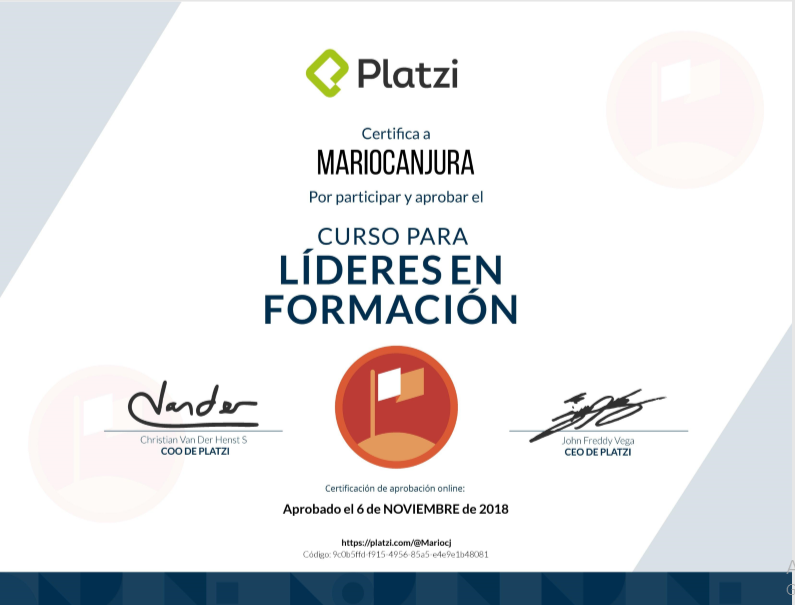 Platzi
Certifica a
MARIOCANJURA
Por participar y aprobar el
CURSO PARA
LÍDERES EN
FORMACIÓN
Christian Van Der Henst S
COO DE PLATZI
John Freddy Vega
CEO DE PLATZI
Certificación de aprobación online:
Aprobado el 6 de NOVIEMBRE de 2018
https://platzi.com/@Mariocj
Código: 9c0b5ffd-f915-4956-85a5-e4e9e1b48081